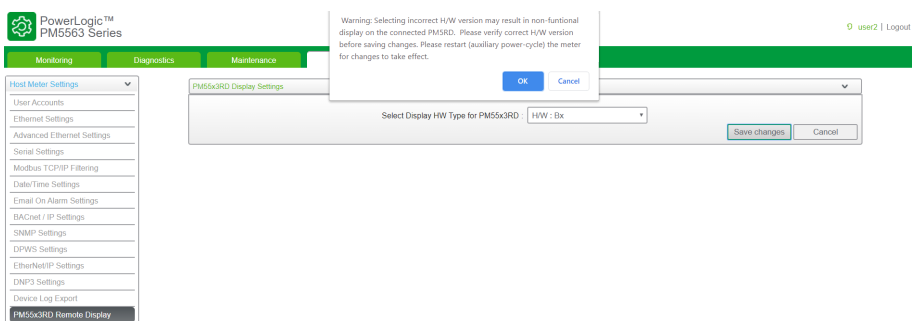 PowerLogic™
PM5563 Series
Warning: Selecting incorrect H/W version may result in non-funtional
display on the connected PM5RD. Please verify correct H/W version
before saving changes. Please restart (auxiliary power-cycle) the meter
for changes to take effect.
OK Cancel
user2 | Logout
Monitoring Diagnostics Maintenance
Host Meter Settings
User Accounts
Ethernet Settings
Advanced Ethernet Settings
Serial Settings
Modbus TCP/IP Filtering
Date/Time Settings
Email On Alarm Settings
BACnet / IP Settings
SNMP Settings
DPWS Settings
EtherNet/IP Settings
DNP3 Settings
Device Log Export
PM55x3RD Remote Display
PM55x3RD Display Settings
Select Display HW Type for PM55x3RD : H/W : Bx
Save changes Cancel